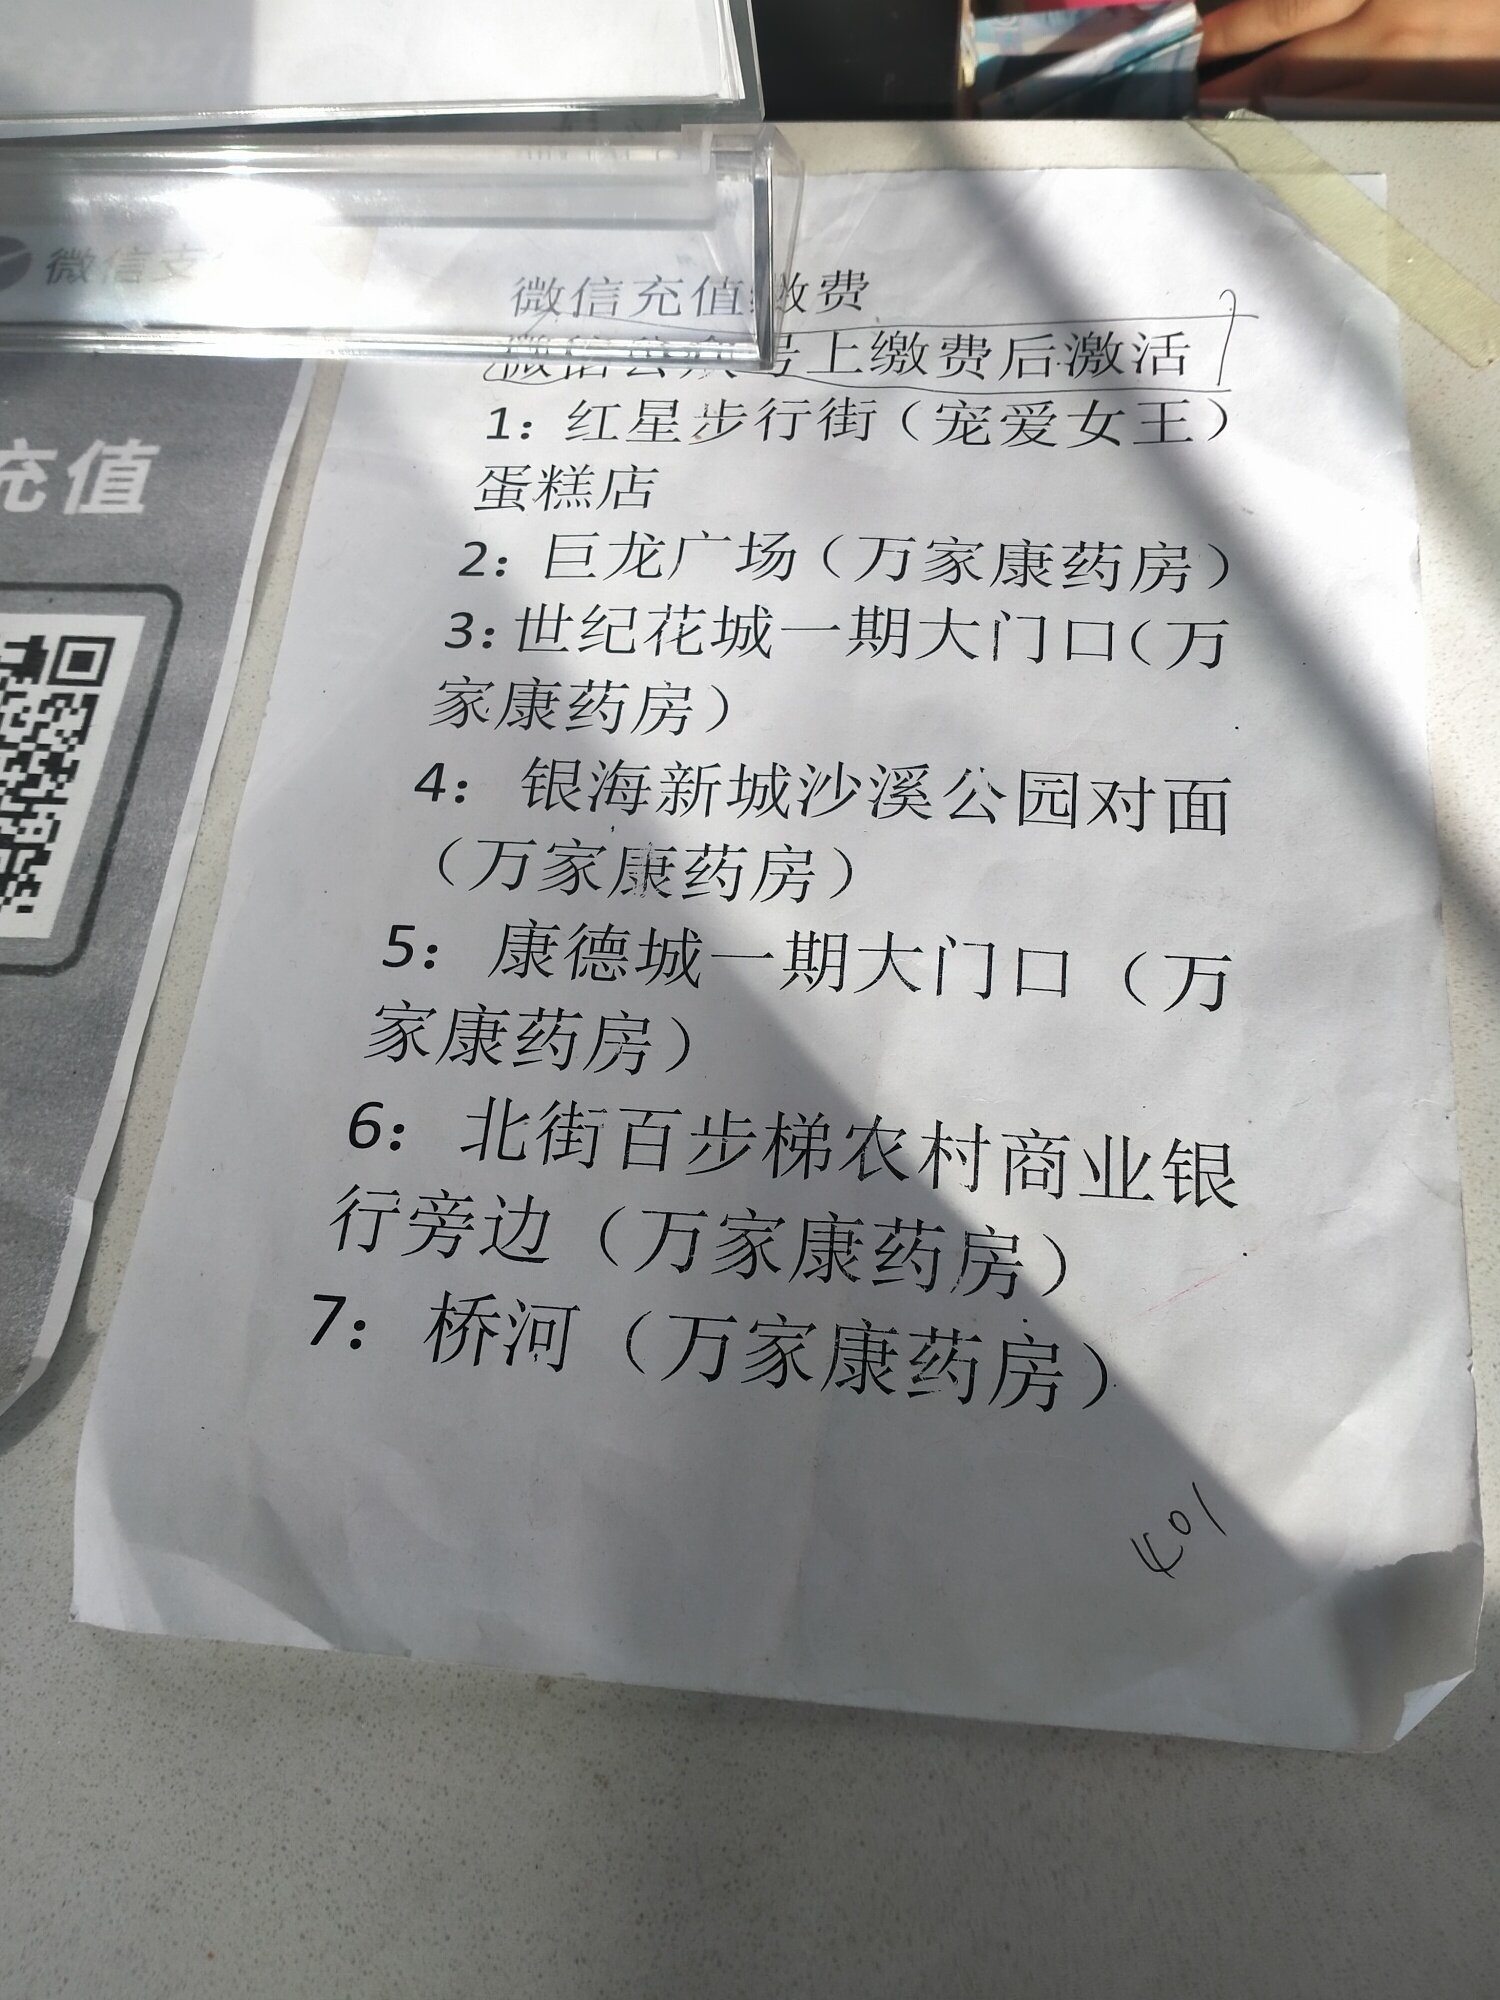 微信支
充值
微信充值缴费
微信公众号上缴费后激活
1：红星步行街（宠爱女王）
蛋糕店
2：巨龙广场（万家康药房）
3：世纪花城一期大门口（万
家康药房）
4：银海新城沙溪公园对面
（万家康药房）
5：康德城一期大门口（万
家康药房）
6：北街百步梯农村商业银
行旁边（万家康药房）
7：桥河（万家康药房）
401